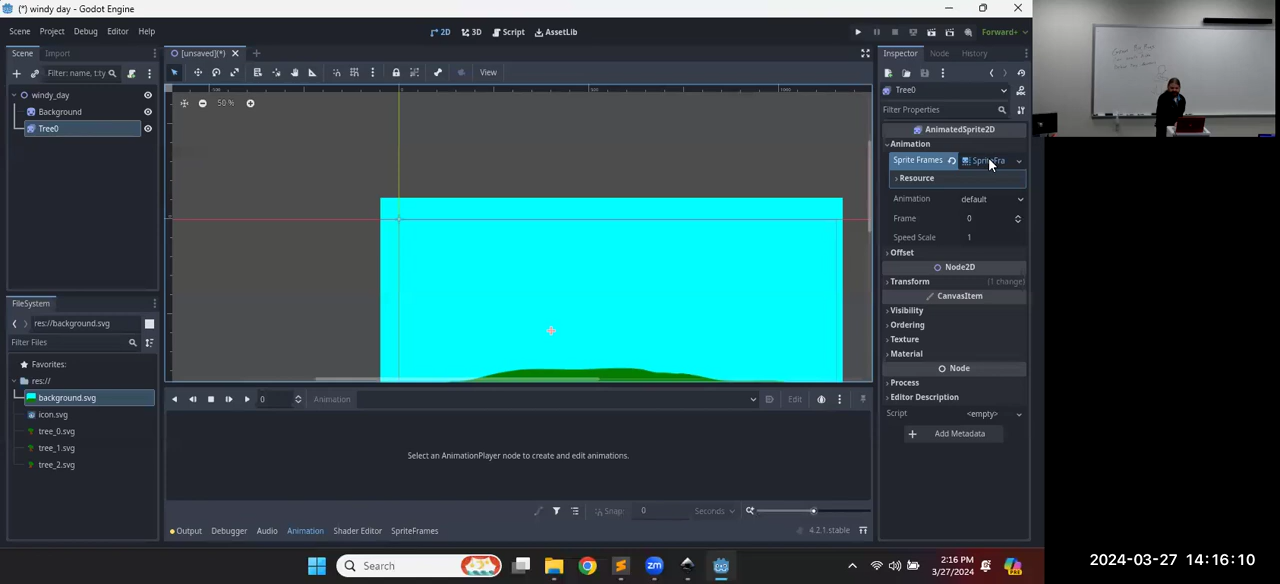 (*) windy day - Godot Engine
Scene Project Debug Editor Help
2D 3D Script AssetLib
Forward+
Scene Import
[unsaved](*)
Inspector Node History
Filter: name, t:ty
View
Tree0
windy_day
Background
Tree0
50 %
500
1000
Filter Properties
AnimatedSprite2D
Animation
Sprite Frames SpriteFra
Resource
Animation default
Frame 0
Speed Scale 1
Offset
Node2D
Transform (1 change)
CanvasItem
Visibility
Ordering
Texture
Material
Node
Process
Editor Description
Script <empty>
Add Metadata
FileSystem
res://background.svg
Filter Files
Favorites:
res://
background.svg
icon.svg
tree_0.svg
tree_1.svg
tree_2.svg
0 Animation Edit
Select an AnimationPlayer node to create and edit animations.
Snap: 0 Seconds
Output Debugger Audio Animation Shader Editor SpriteFrames
4.2.1.stable
Search
2:16 PM
3/27/2024
2024-03-27 14:16:10